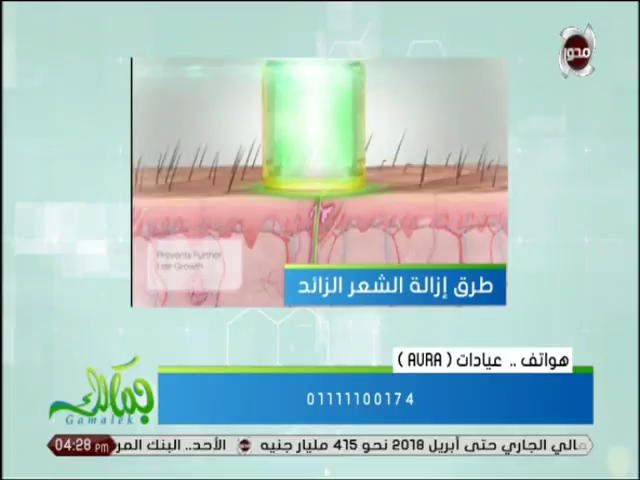 محور
Prevents Further
Hair Growth
طرق إزالة الشعر الزائد
هواتف .. عيادات ( AURA )
01111100174
جمالك
Gamalek
04:28 PM
الأحد.. البنك
الي الجاري حتى أبريل 2018 نحو 415 مليار جنيه